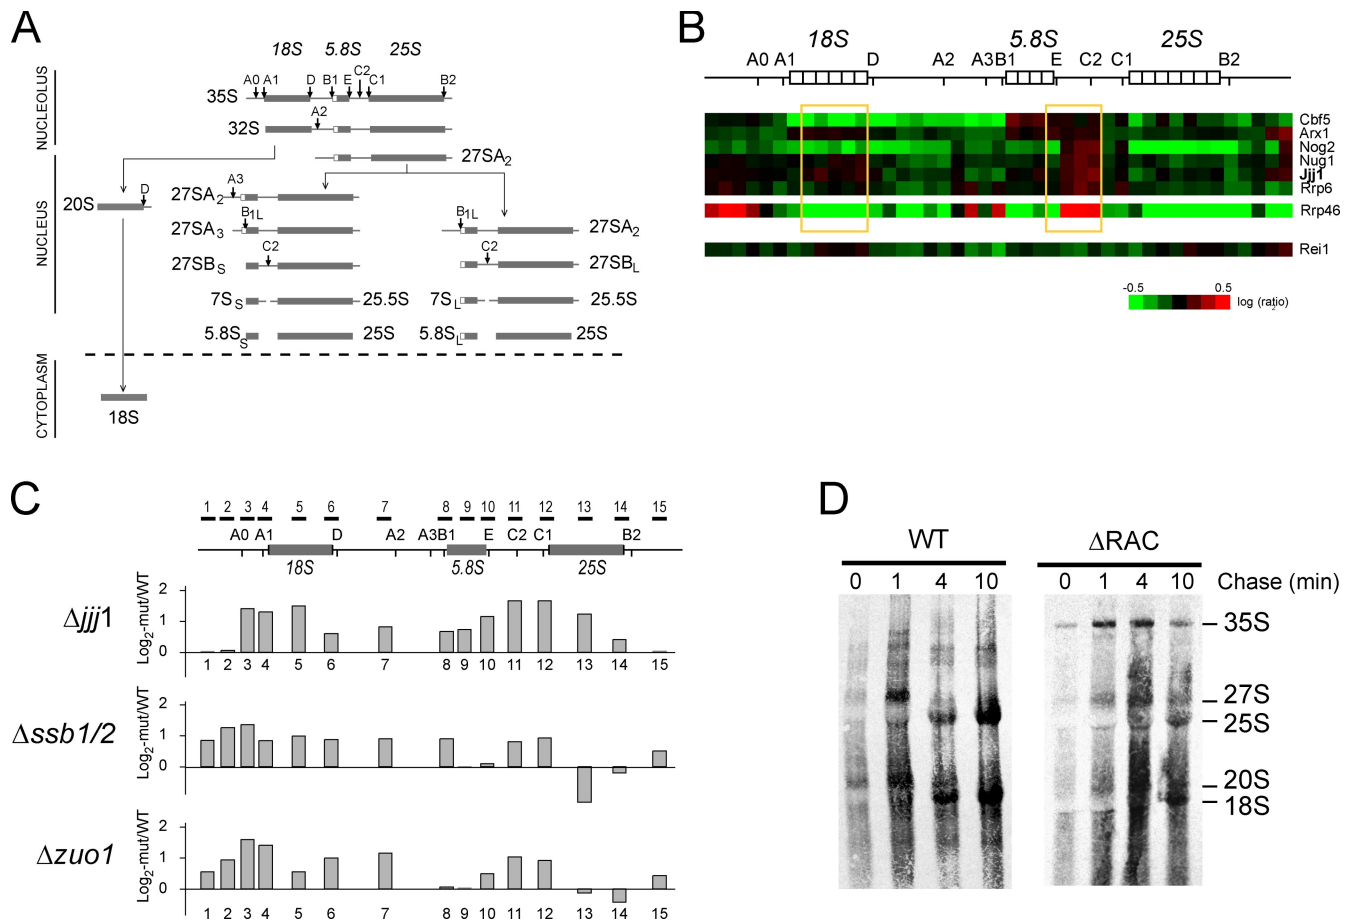 A
18S 5.8S 25S
NUCLEOLUS
A0 A1 D B1 E C2 C1 B2
35S
A2
32S
27SA2
NUCLEUS
D
20S
A3
27SA2
B1L
27SA3
C2
27SBS
7SS 25.5S
5.8SS 25S
B1L
27SA2
C2
27SBL
7SL 25.5S
5.8SL 25S
CYTOPLASM
18S
B
18S 5.8S 25S
A0 A1 D A2 A3 B1 E C2 C1 B2
Cbf5
Arx1
Nog2
Nug1
Jjj1
Rrp6
Rrp46
Rei1
-0.5 0.5
log2 (ratio)
C
1 2 3 4 5 6 7 8 9 10 11 12 13 14 15
A0 A1 D A2 A3 B1 E C2 C1 B2
18S 5.8S 25S
Δjjj1
Log2-mut/WT
2
1
0
1 2 3 4 5 6 7 8 9 10 11 12 13 14 15
Δssb1/2
Log2-mut/WT
2
1
0
Δzuo1
Log2-mut/WT
2
1
0
1 2 3 4 5 6 7 8 9 10 11 12 13 14 15
D
WT ΔRAC
0 1 4 10 0 1 4 10 Chase (min)
35S
27S
25S
20S
18S